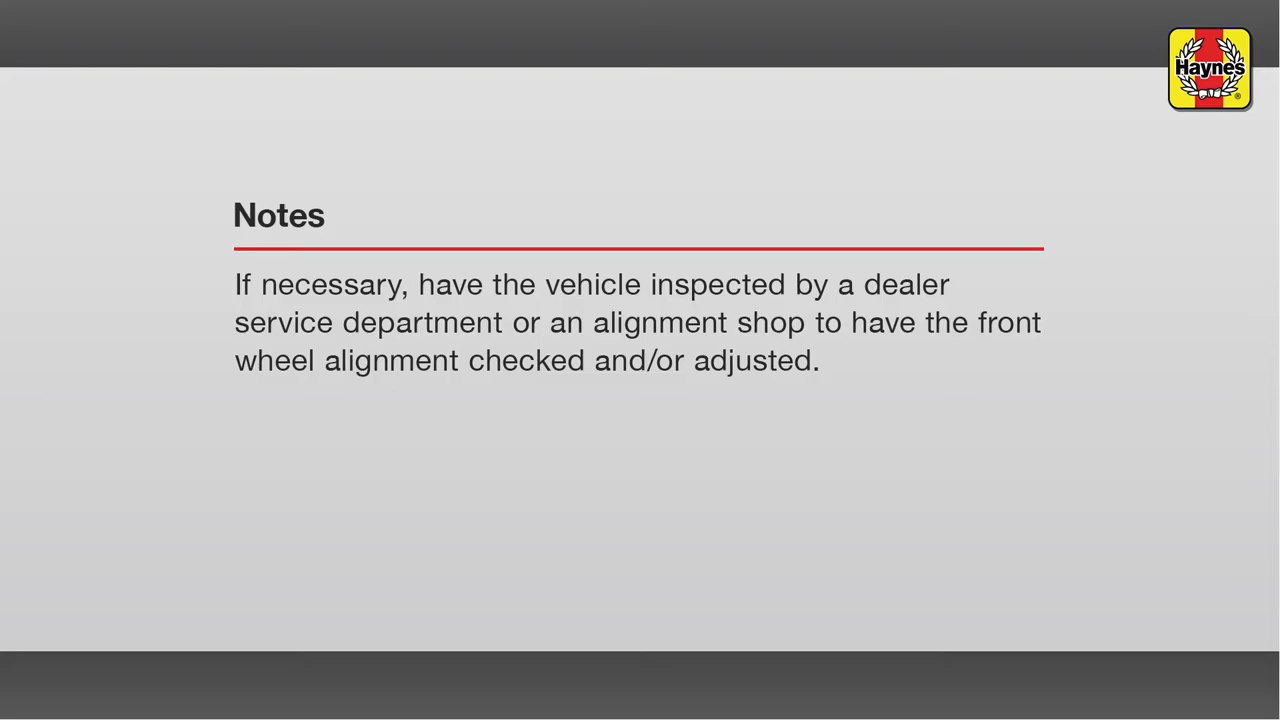 Haynes
Notes
If necessary, have the vehicle inspected by a dealer
service department or an alignment shop to have the front
wheel alignment checked and/or adjusted.